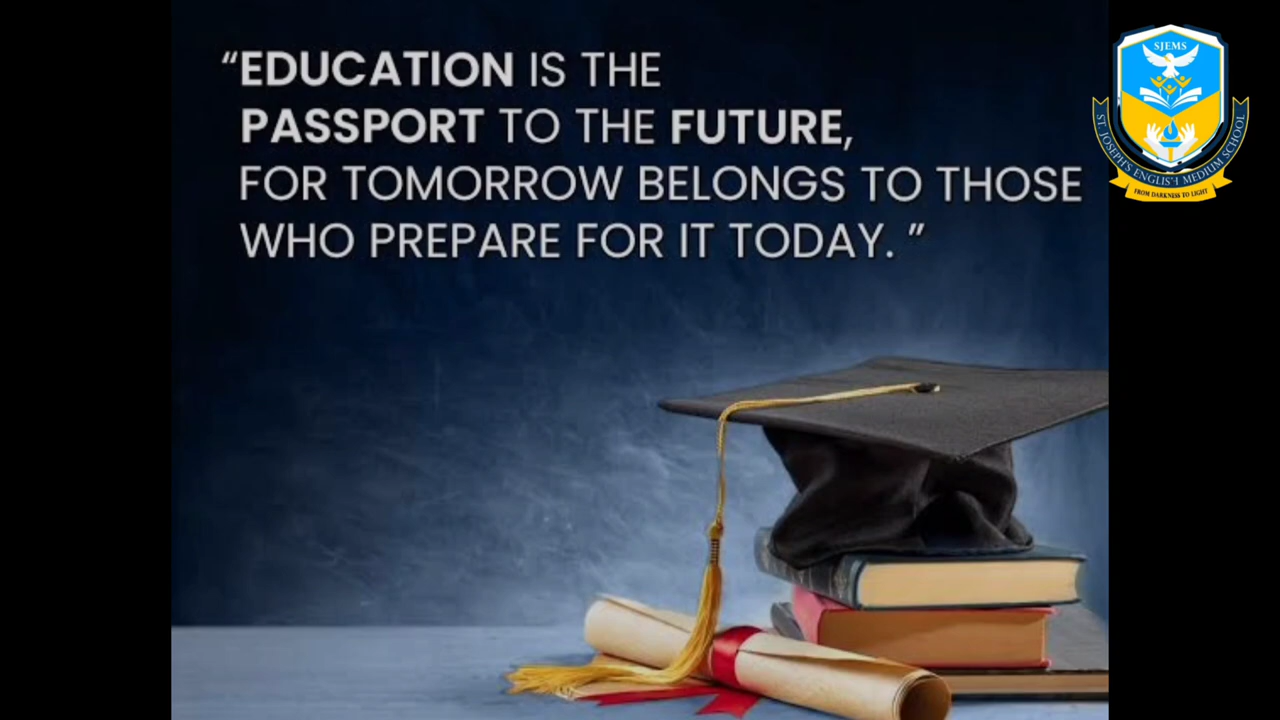 “EDUCATION IS THE
PASSPORT TO THE FUTURE,
FOR TOMORROW BELONGS TO THOSE
WHO PREPARE FOR IT TODAY. ”
SJEMS
ST. JOSEPH'S ENGLISH MEDIUM SCHOOL
FROM DARKNESS TO LIGHT